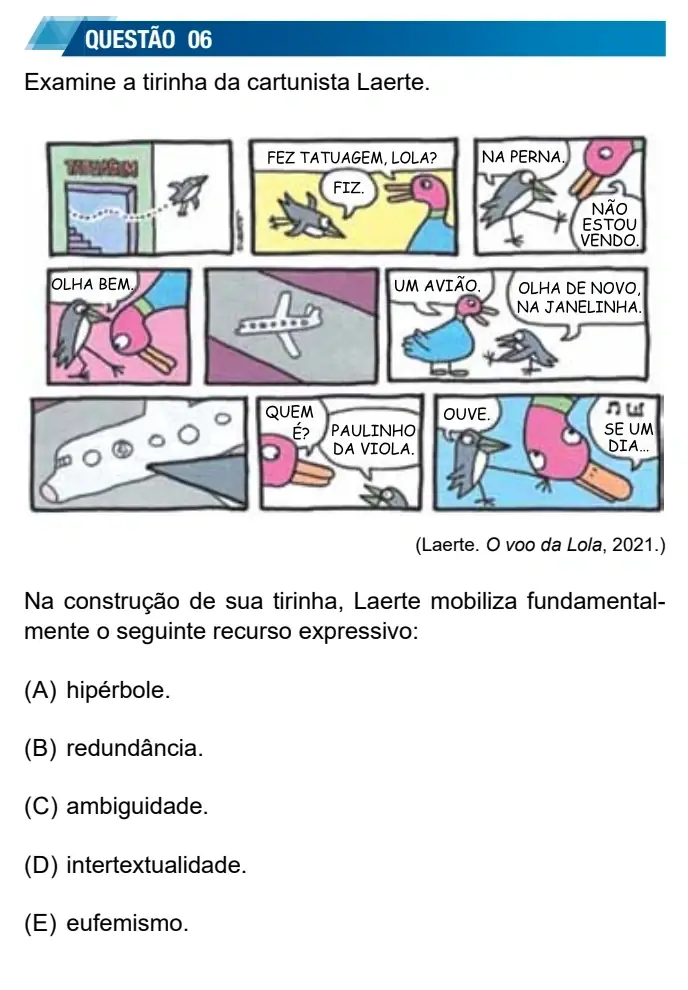 QUESTÃO 06
Examine a tirinha da cartunista Laerte.
TATUAGEM
FEZ TATUAGEM, LOLA?
FIZ.
NA PERNA.
NÃO
ESTOU
VENDO.
OLHA BEM.
UM AVIÃO.
OLHA DE NOVO,
NA JANELINHA.
QUEM
É?
PAULINHO
DA VIOLA.
OUVE.
SE UM
DIA...
(Laerte. O voo da Lola, 2021.)
Na construção de sua tirinha, Laerte mobiliza fundamental-
mente o seguinte recurso expressivo:
(A) hipérbole.
(B) redundância.
(C) ambiguidade.
(D) intertextualidade.
(E) eufemismo.